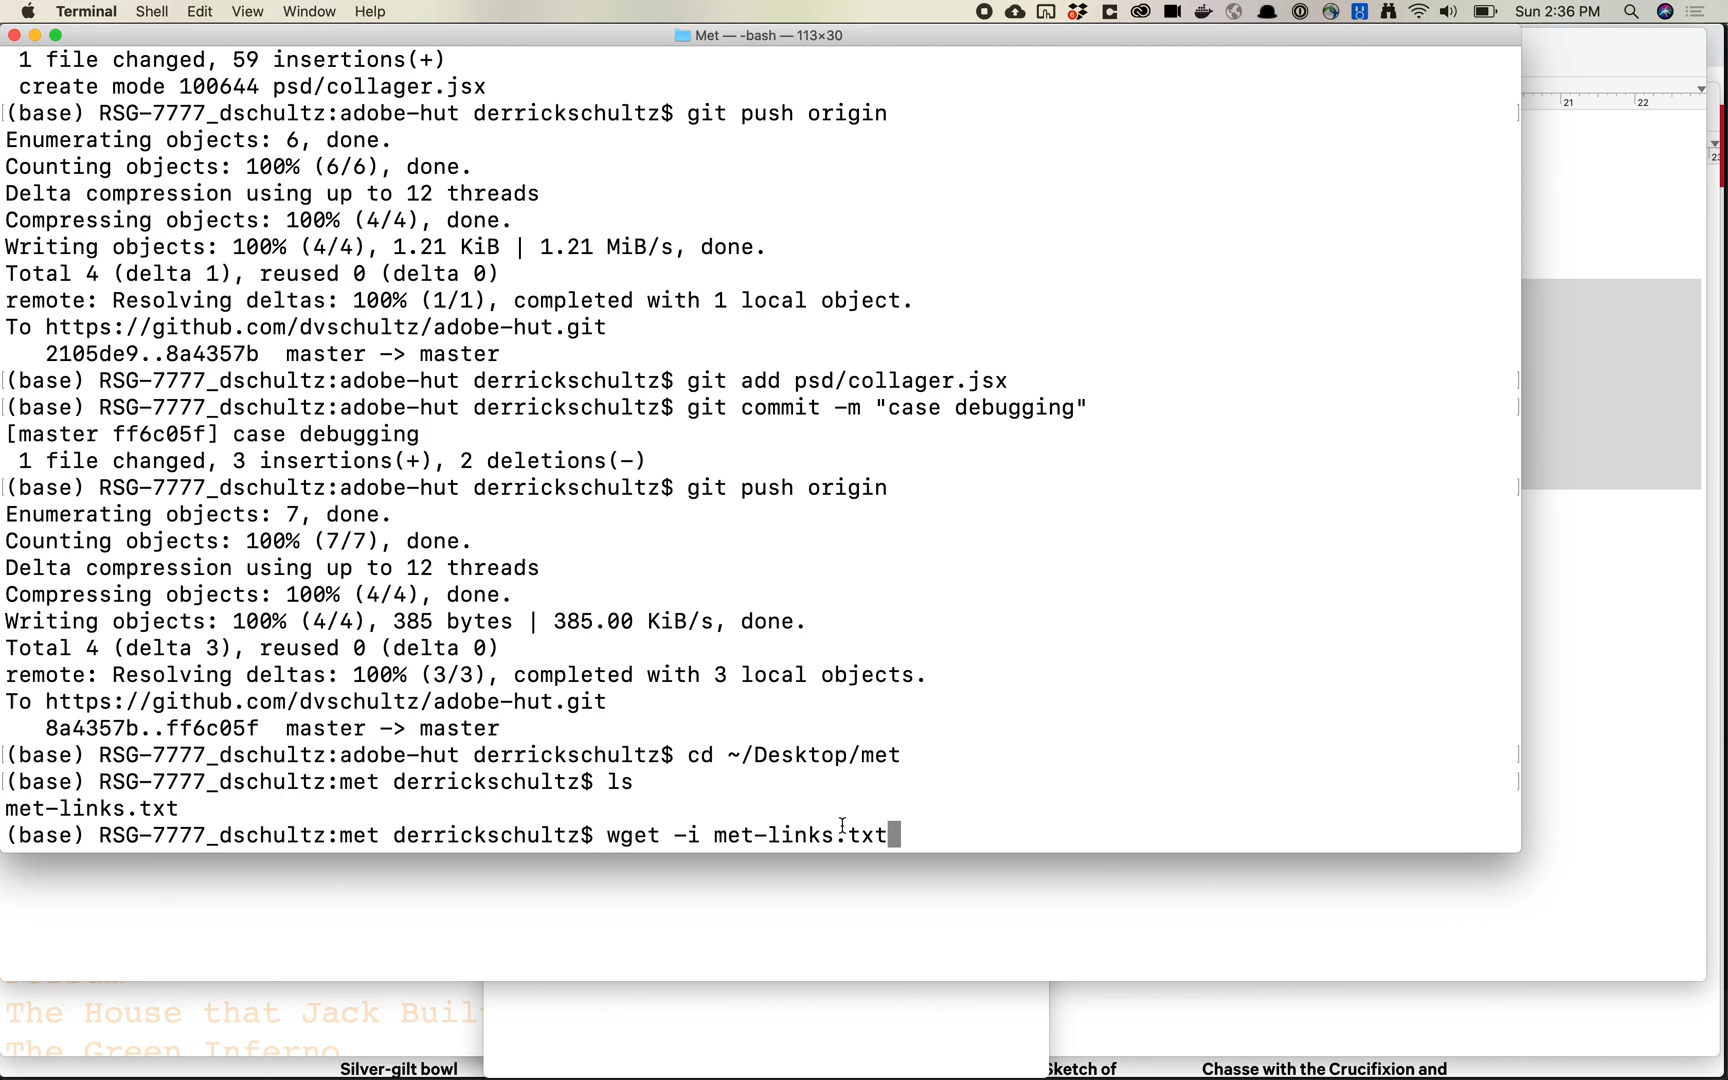 Terminal Shell Edit View Window Help Sun 2:36 PM
Met — -bash — 113×30
1 file changed, 59 insertions(+)
create mode 100644 psd/collager.jsx
(base) RSG-7777_dschultz:adobe-hut derrickschultz$ git push origin
Enumerating objects: 6, done.
Counting objects: 100% (6/6), done.
Delta compression using up to 12 threads
Compressing objects: 100% (4/4), done.
Writing objects: 100% (4/4), 1.21 KiB | 1.21 MiB/s, done.
Total 4 (delta 1), reused 0 (delta 0)
remote: Resolving deltas: 100% (1/1), completed with 1 local object.
To https://github.com/dvschultz/adobe-hut.git
2105de9..8a4357b  master -> master
(base) RSG-7777_dschultz:adobe-hut derrickschultz$ git add psd/collager.jsx
(base) RSG-7777_dschultz:adobe-hut derrickschultz$ git commit -m "case debugging"
[master ff6c05f] case debugging
1 file changed, 3 insertions(+), 2 deletions(-)
(base) RSG-7777_dschultz:adobe-hut derrickschultz$ git push origin
Enumerating objects: 7, done.
Counting objects: 100% (7/7), done.
Delta compression using up to 12 threads
Compressing objects: 100% (4/4), done.
Writing objects: 100% (4/4), 385 bytes | 385.00 KiB/s, done.
Total 4 (delta 3), reused 0 (delta 0)
remote: Resolving deltas: 100% (3/3), completed with 3 local objects.
To https://github.com/dvschultz/adobe-hut.git
8a4357b..ff6c05f  master -> master
(base) RSG-7777_dschultz:adobe-hut derrickschultz$ cd ~/Desktop/met
(base) RSG-7777_dschultz:met derrickschultz$ ls
met-links.txt
(base) RSG-7777_dschultz:met derrickschultz$ wget -i met-links.txt
21 22
23
The House that Jack Buil
The Green Inferno
Silver-gilt bowl
Sketch of
Chasse with the Crucifixion and